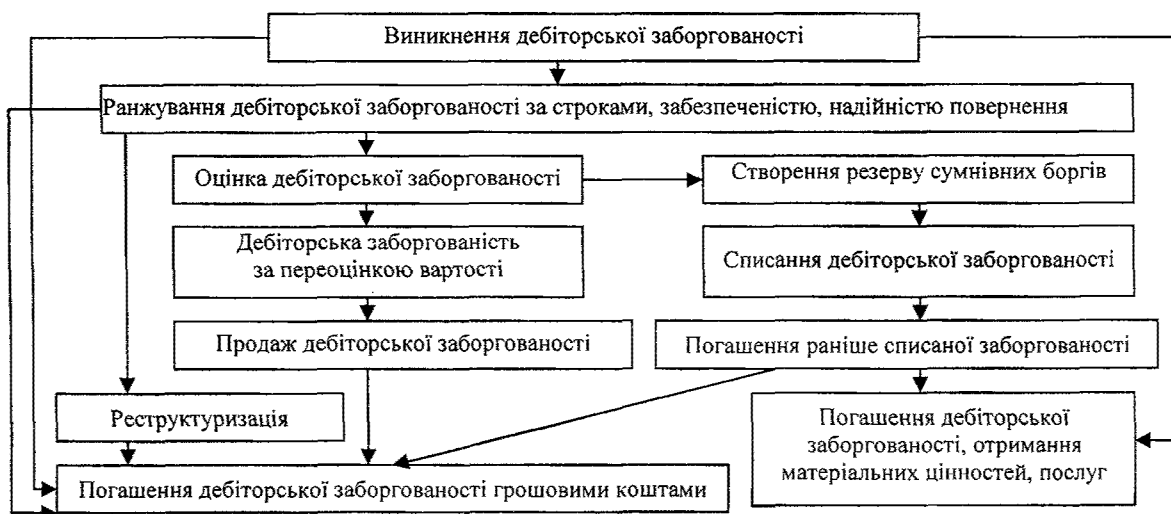 Виникнення дебіторської заборгованості
Ранжування дебіторської заборгованості за строками, забезпеченістю, надійністю повернення
Оцінка дебіторської заборгованості
Створення резерву сумнівних боргів
Дебіторська заборгованість
за переоцінкою вартості
Списання дебіторської заборгованості
Продаж дебіторської заборгованості
Погашення раніше списаної заборгованості
Реструктуризація
Погашення дебіторської
заборгованості, отримання
матеріальних цінностей, послуг
Погашення дебіторської заборгованості грошовими коштами